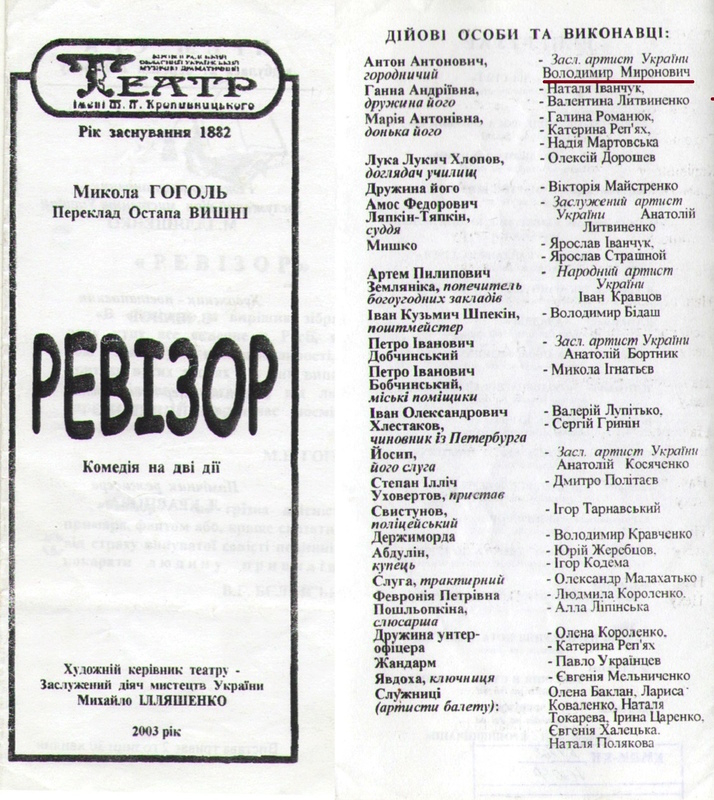 ТЕАТР
імені М. Л. Кропивницького
Рік заснування 1882
Микола ГОГОЛЬ
Переклад Остапа ВИШНІ
РЕВІЗОР
Комедія на дві дії
Художній керівник театру -
Заслужений діяч мистецтв України
Михайло ІЛЛЯШЕНКО
2003 рік
ДІЙОВІ ОСОБИ ТА ВИКОНАВЦІ:
Антон Антонович, - Засл. артист України
городничий Володимир Миронович
Ганна Андріївна, - Наталя Іванчук,
дружина його - Валентина Литвиненко
Марія Антонівна, - Галина Романюк,
донька його - Катерина Реп'ях,
- Надія Мартовська
Лука Лукич Хлопов, - Олексій Дорошев
доглядач училищ
Дружина його - Вікторія Майстренко
Амос Федорович - Заслужений артист
Ляпкін-Тяпкін, України Анатолій
суддя Литвиненко
Мишко - Ярослав Іванчук,
- Ярослав Страшной
Артем Пилипович - Народний артист
Земляніка, попечитель України
богоугодних закладів Іван Кравцов
Іван Кузьмич Шпекін, - Володимир Бідаш
поштмейстер
Петро Іванович - Засл. артист України
Добчинський Анатолій Бортник
Петро Іванович - Микола Ігнатьєв
Бобчинський,
міські поміщики
Іван Олександрович - Валерій Лупітько,
Хлестаков, - Сергій Гринін
чиновник із Петербурга
Йосип, - Засл. артист України
його слуга Анатолій Косяченко
Степан Ілліч - Дмитро Політаєв
Уховертов, пристав
Свистунов, - Ігор Тарнавський
поліцейський
Держиморда - Володимир Кравченко
Абдулін, - Юрій Жеребцов,
купець Ігор Кодема
Слуга, трактирний - Олександр Малахатько
Февронія Петрівна - Людмила Короленко,
Пошльопкіна, - Алла Ліпінська
слюсарша
Дружина унтер- - Олена Короленко,
офіцера - Катерина Реп'ях
Жандарм - Павло Українцев
Явдоха, ключниця - Євгенія Мельниченко
Служниці - Олена Баклан, Лариса
(артисти балету): Коваленко, Наталя
Токарева, Ірина Царенко,
Євгенія Халецька,
Наталя Полякова